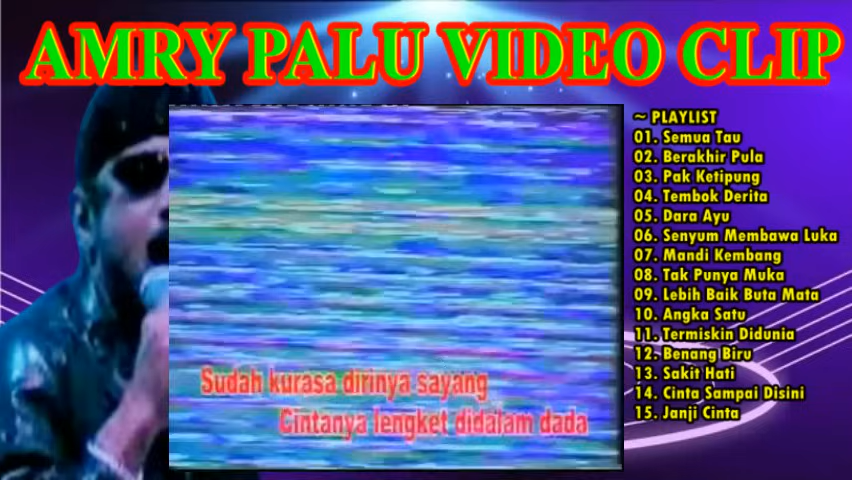 AMRY PALU VIDEO CLIP
~ PLAYLIST
01. Semua Tau
02. Berakhir Pula
03. Pak Ketipung
04. Tembok Derita
05. Dara Ayu
06. Senyum Membawa Luka
07. Mandi Kembang
08. Tak Punya Muka
09. Lebih Baik Buta Mata
10. Angka Satu
11. Termiskin Didunia
12. Benang Biru
13. Sakit Hati
14. Cinta Sampai Disini
15. Janji Cinta
Sudah kurasa dirinya sayang
Cintanya lengket didalam dada